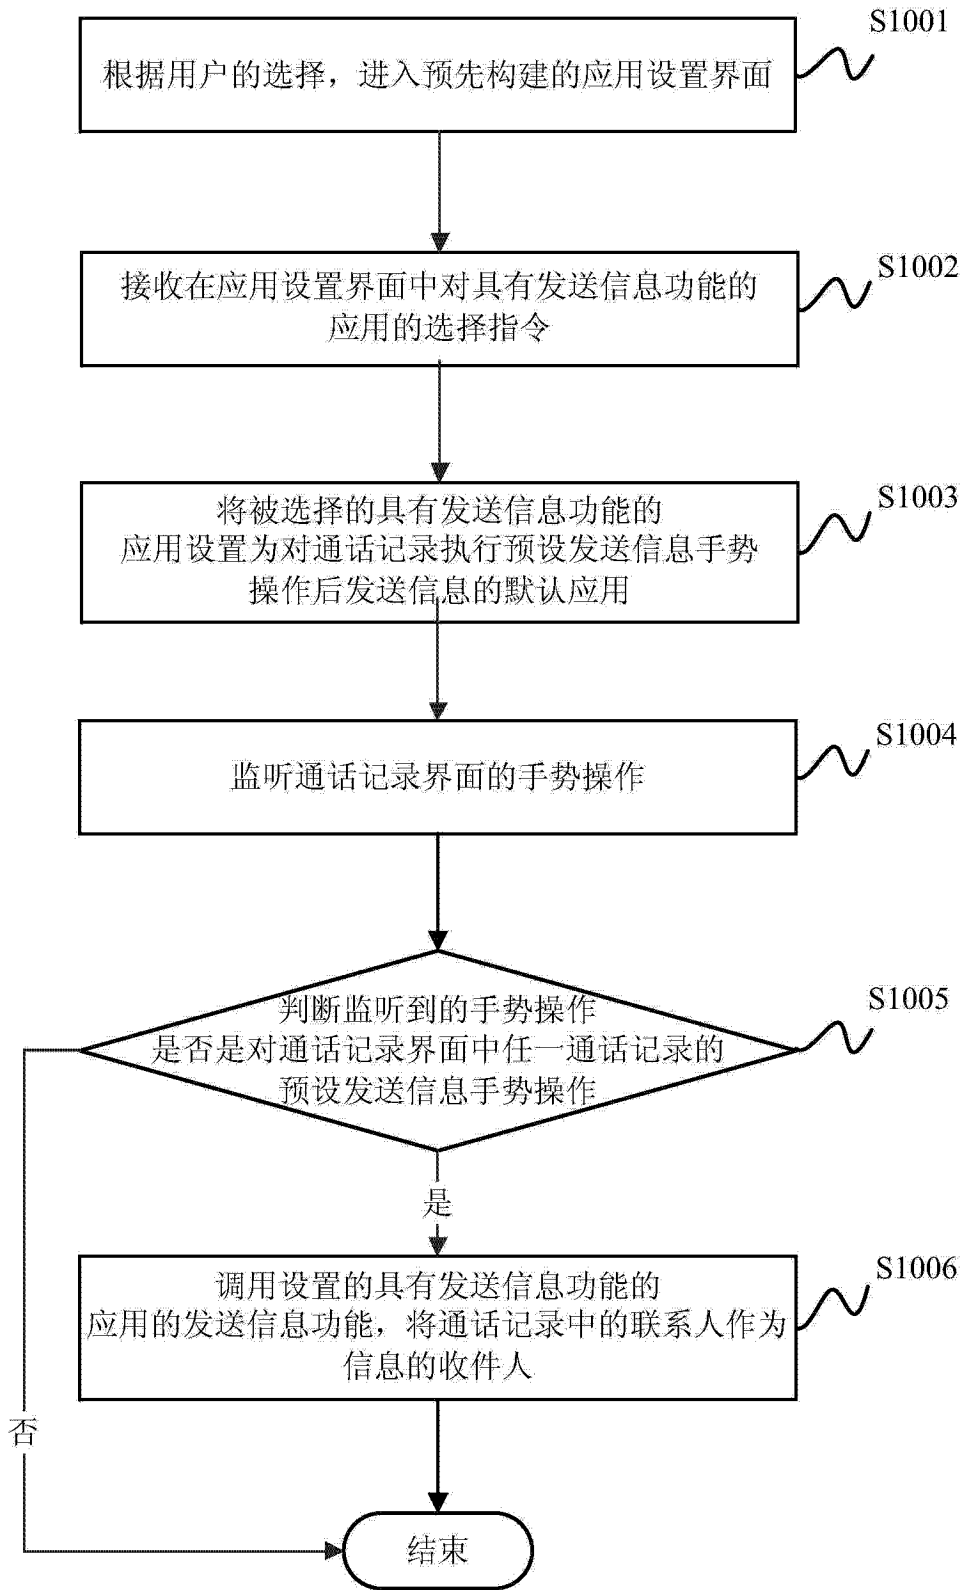 S1001
根据用户的选择，进入预先构建的应用设置界面
S1002
接收在应用设置界面中对具有发送信息功能的
应用的选择指令
S1003
将被选择的具有发送信息功能的
应用设置为对通话记录执行预设发送信息手势
操作后发送信息的默认应用
S1004
监听通话记录界面的手势操作
S1005
判断监听到的手势操作
是否是对通话记录界面中任一通话记录的
预设发送信息手势操作
是
S1006
调用设置的具有发送信息功能的
应用的发送信息功能，将通话记录中的联系人作为
信息的收件人
否
结束